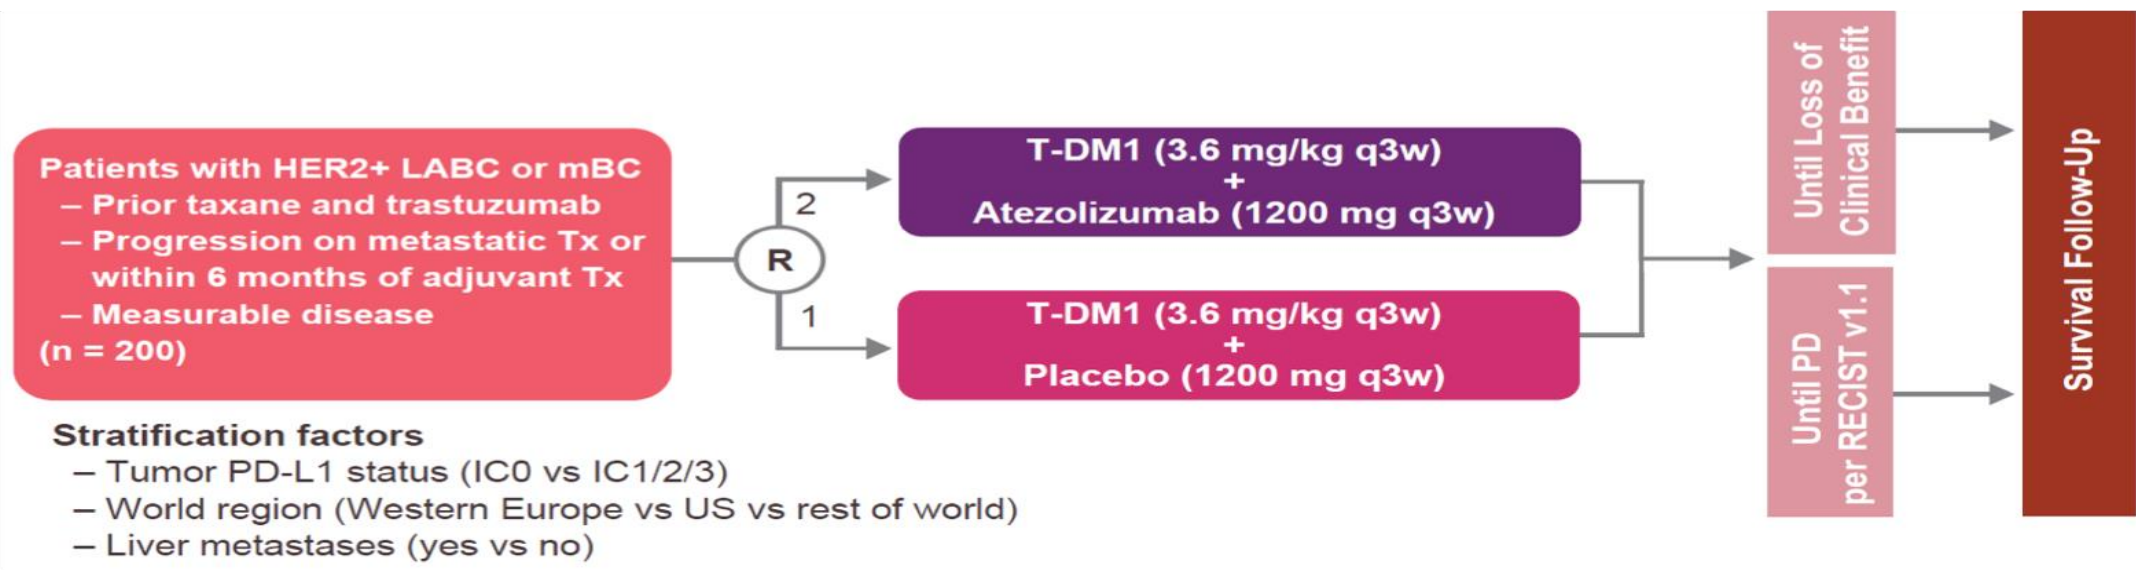 Patients with HER2+ LABC or mBC
– Prior taxane and trastuzumab
– Progression on metastatic Tx or
within 6 months of adjuvant Tx
– Measurable disease
(n = 200)
Stratification factors
– Tumor PD-L1 status (IC0 vs IC1/2/3)
– World region (Western Europe vs US vs rest of world)
– Liver metastases (yes vs no)
R
2
1
T-DM1 (3.6 mg/kg q3w)
+
Atezolizumab (1200 mg q3w)
T-DM1 (3.6 mg/kg q3w)
+
Placebo (1200 mg q3w)
Until Loss of
Clinical Benefit
Until PD
per RECIST v1.1
Survival Follow-Up